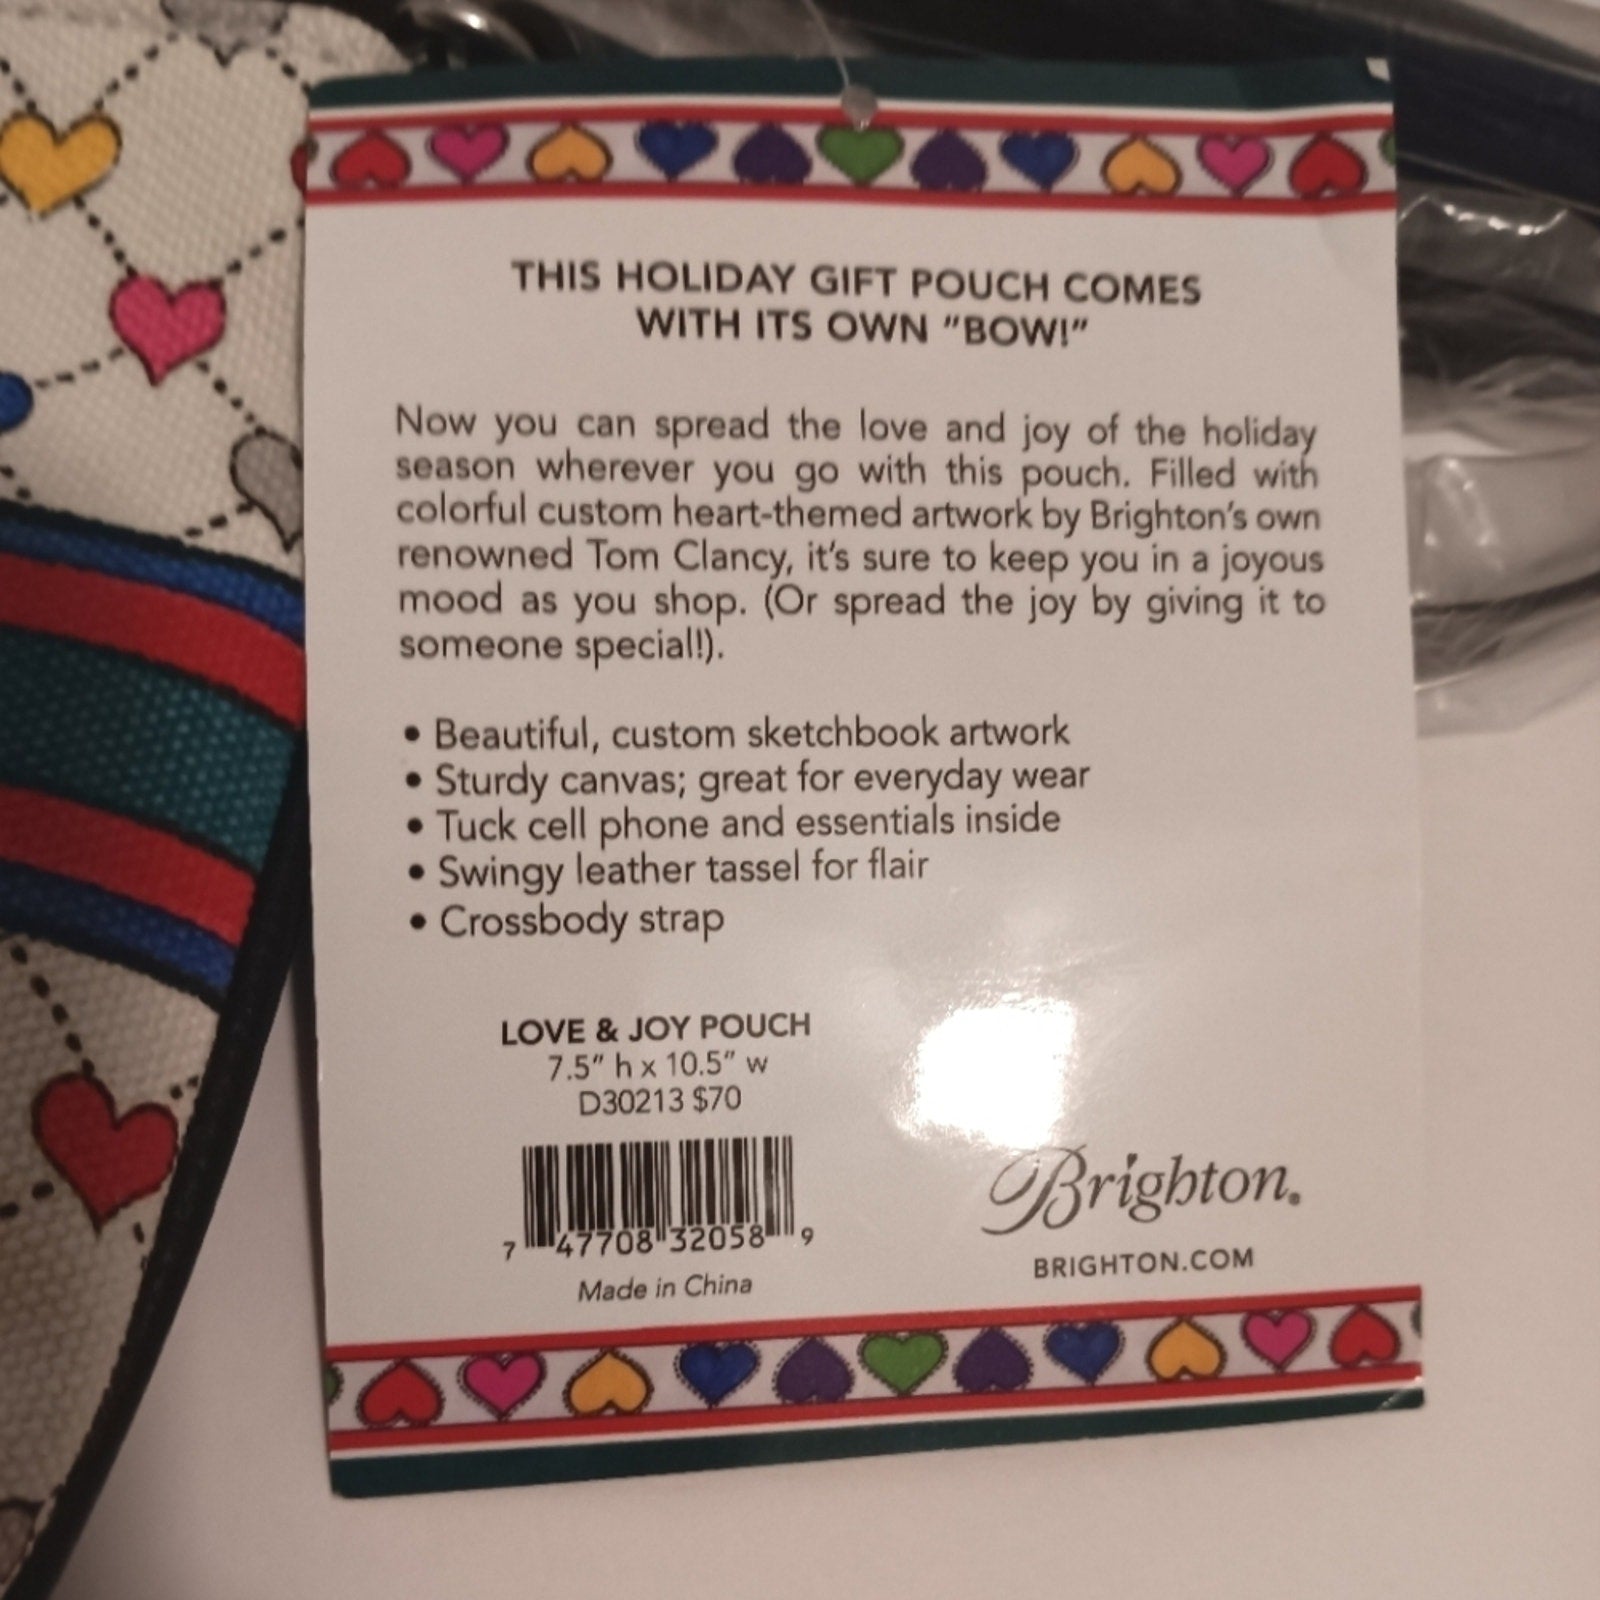 THIS HOLIDAY GIFT POUCH COMES
WITH ITS OWN "BOW!"
Now you can spread the love and joy of the holiday
season wherever you go with this pouch. Filled with
colorful custom heart-themed artwork by Brighton's own
renowned Tom Clancy, it's sure to keep you in a joyous
mood as you shop. (Or spread the joy by giving it to
someone special!).
• Beautiful, custom sketchbook artwork
• Sturdy canvas; great for everyday wear
• Tuck cell phone and essentials inside
• Swingy leather tassel for flair
• Crossbody strap
LOVE & JOY POUCH
7.5" h x 10.5" w
D30213 $70
7 47708 32058 9
Made in China
Brighton®
BRIGHTON.COM